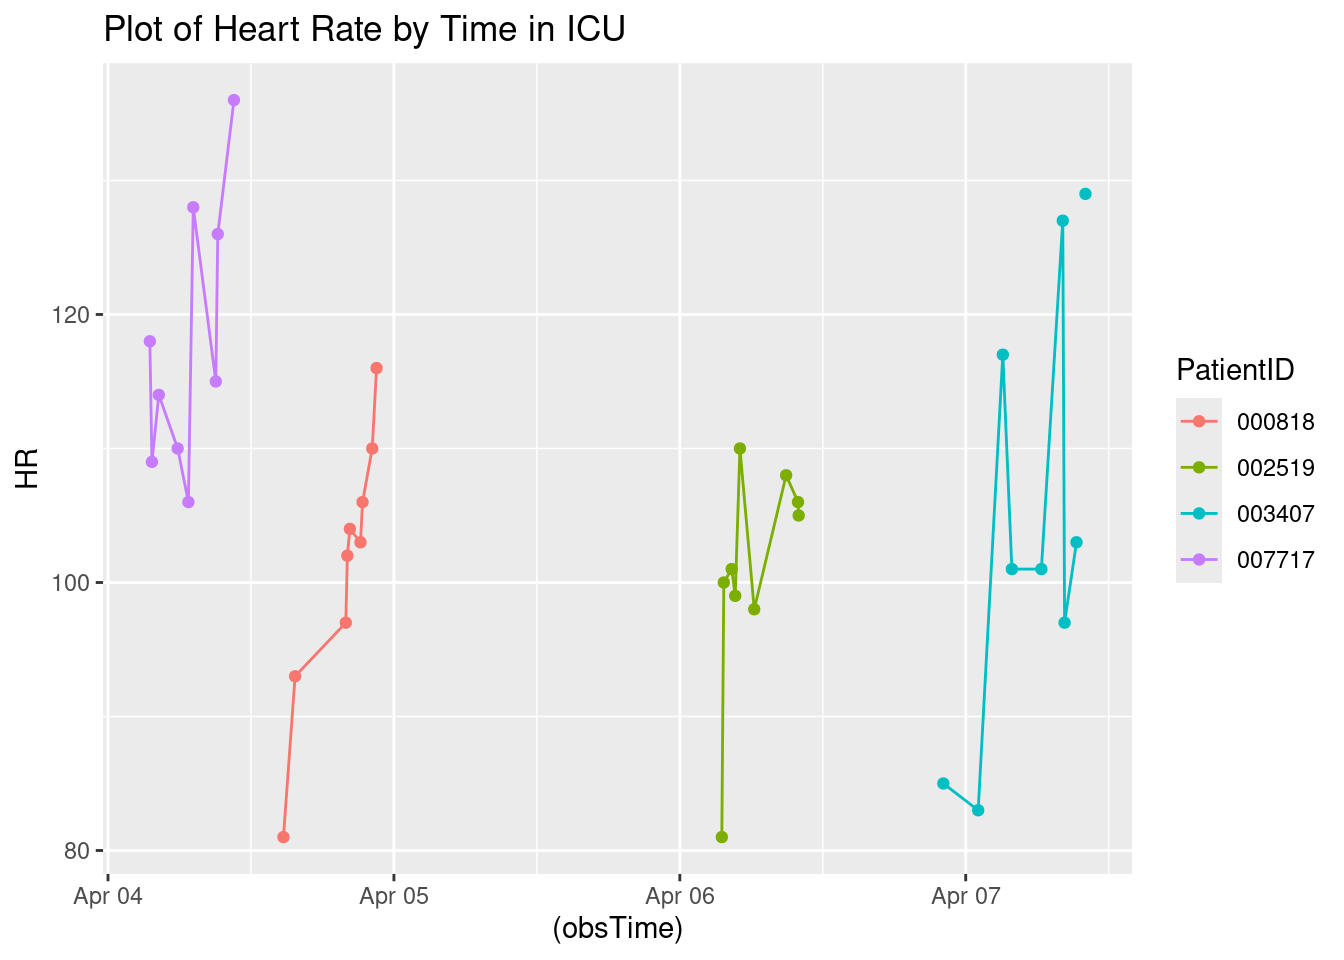 Plot of Heart Rate by Time in ICU
HR
120
100
80
Apr 04
Apr 05
Apr 06
Apr 07
(obsTime)
PatientID
000818
002519
003407
007717